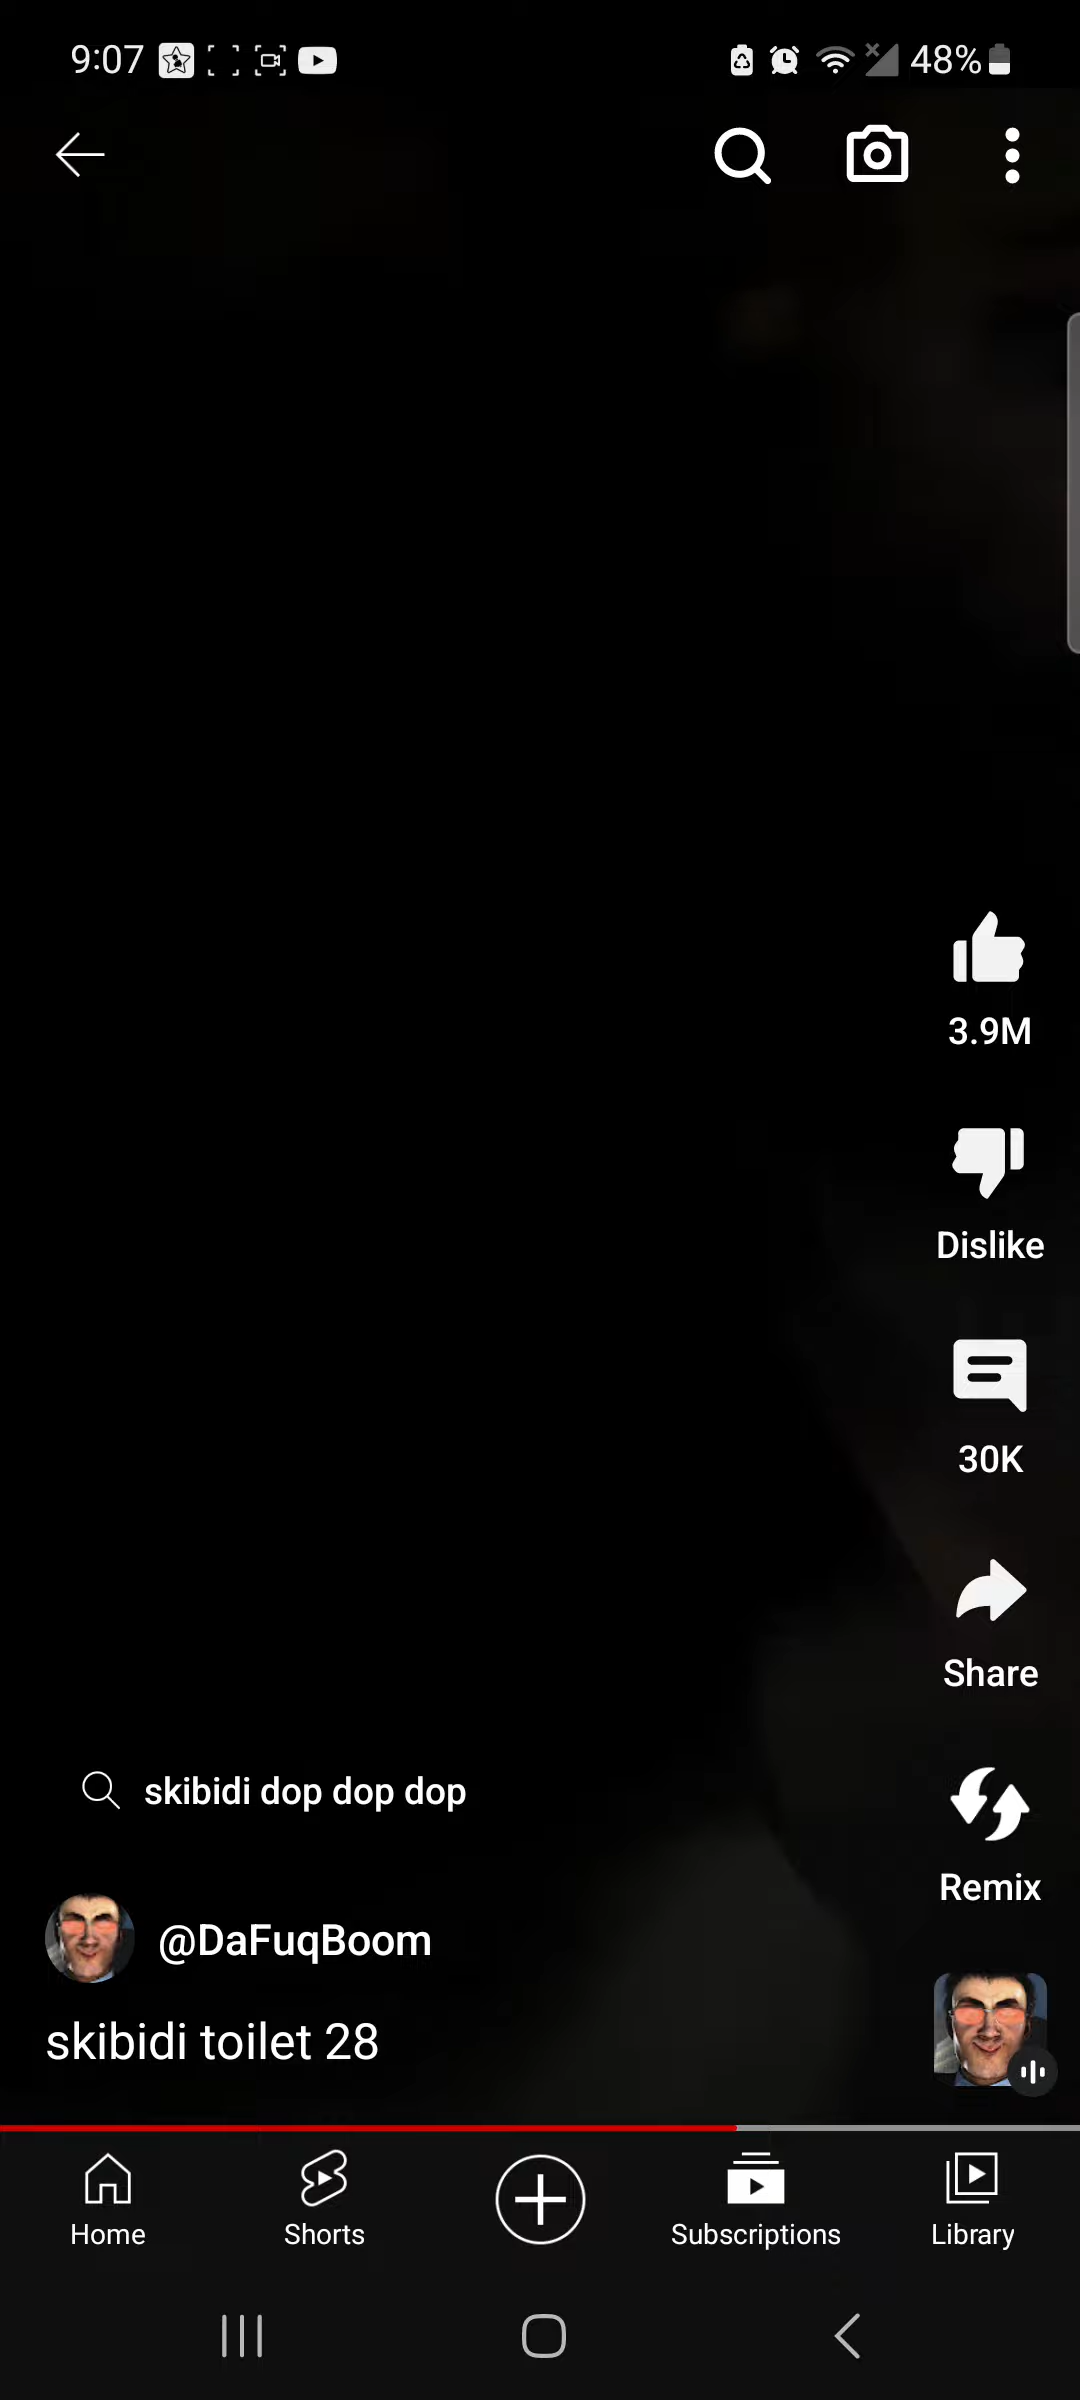 9:07
48%
3.9M
Dislike
30K
Share
skibidi dop dop dop
Remix
@DaFuqBoom
skibidi toilet 28
Home
Shorts
Subscriptions
Library